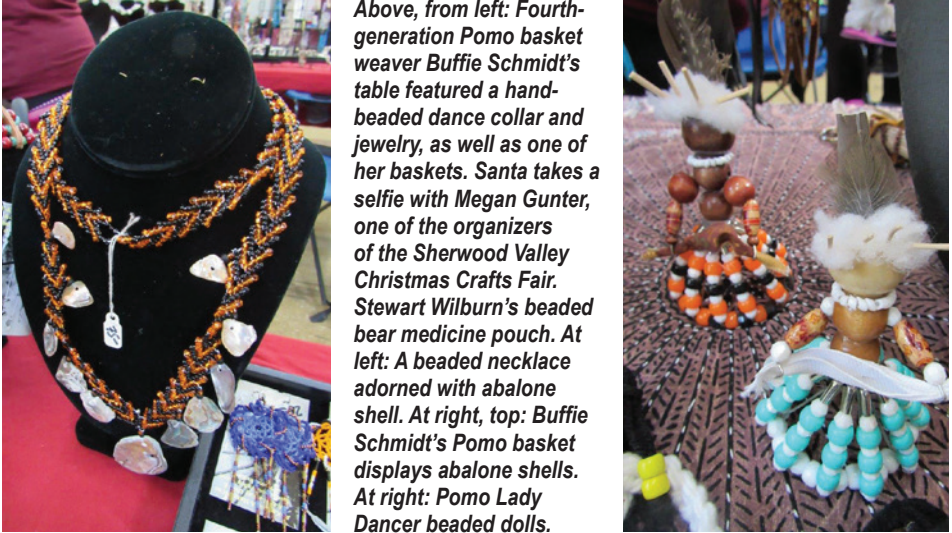 Above, from left: Fourth-
generation Pomo basket
weaver Buffie Schmidt's
table featured a hand-
beaded dance collar and
jewelry, as well as one of
her baskets. Santa takes a
selfie with Megan Gunter,
one of the organizers
of the Sherwood Valley
Christmas Crafts Fair.
Stewart Wilburn's beaded
bear medicine pouch. At
left: A beaded necklace
adorned with abalone
shell. At right, top: Buffie
Schmidt's Pomo basket
displays abalone shells.
At right: Pomo Lady
Dancer beaded dolls.